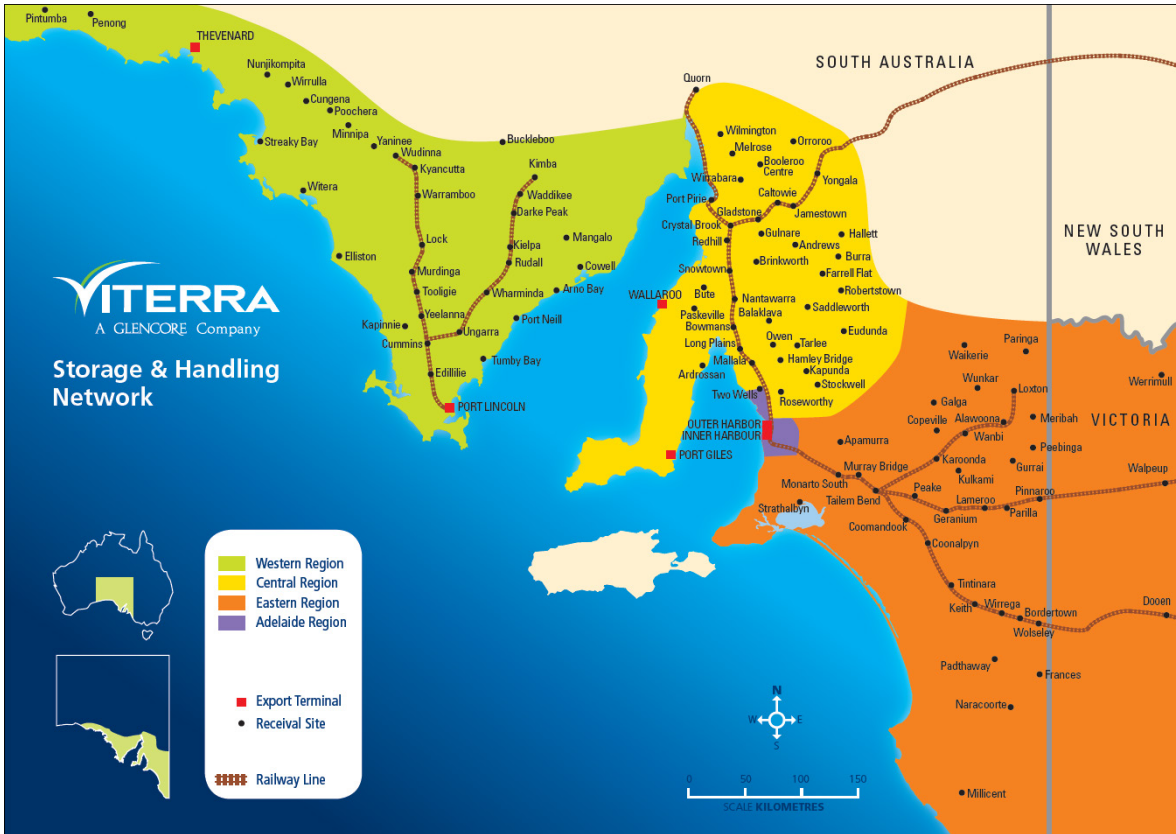 Pintumba
Penong
THEVENARD
Nunjikompita
Wirrulla
Cungena
Poochera
Minnipa
Streaky Bay
Yaninee
Wudinna
Kyancutta
Witera
Warramboo
Buckleboo
Kimba
Waddikee
Darke Peak
Lock
Kielpa
Mangalo
Elliston
Murdinga
Rudall
Cowell
Tooligie
Wharminda
Arno Bay
Yeelanna
Kapinnie
Ungarra
Port Neill
Cummins
Edillilie
Tumby Bay
PORT LINCOLN
SOUTH AUSTRALIA
Quorn
Wilmington
Orroroo
Melrose
Booleroo
Centre
Wirrabara
Yongala
Port Pirie
Caltowie
Gladstone
Jamestown
Crystal Brook
Gulnare
Hallett
Redhill
Andrews
Brinkworth
Burra
Snowtown
Farrell Flat
WALLAROO
Bute
Robertstown
Nantawarra
Paskeville
Balaklava
Saddleworth
Bowmans
Eudunda
Owen
Tarlee
Long Plains
Mallala
Hamley Bridge
Ardrossan
Kapunda
Stockwell
Two Wells
Roseworthy
OUTER HARBOR
INNER HARBOUR
PORT GILES
NEW SOUTH
WALES
Waikerie
Paringa
Wunkar
Loxton
Werrimull
Galga
Copeville
Alawoona
Meribah
VICTORIA
Wanbi
Apamurra
Peebinga
Karoonda
Gurrai
Murray Bridge
Kulkami
Monarto South
Peake
Pinnaroo
Walpeup
Tailem Bend
Lameroo
Strathalbyn
Geranium
Parilla
Coomandook
Coonalpyn
Tintinara
Keith
Wirrega
Bordertown
Dooen
Wolseley
Padthaway
Frances
Naracoorte
Millicent
VITERRA
A GLENCORE Company
Storage & Handling
Network
Western Region
Central Region
Eastern Region
Adelaide Region
Export Terminal
Receival Site
Railway Line
N
W
E
S
0 50 100 150
SCALE KILOMETRES